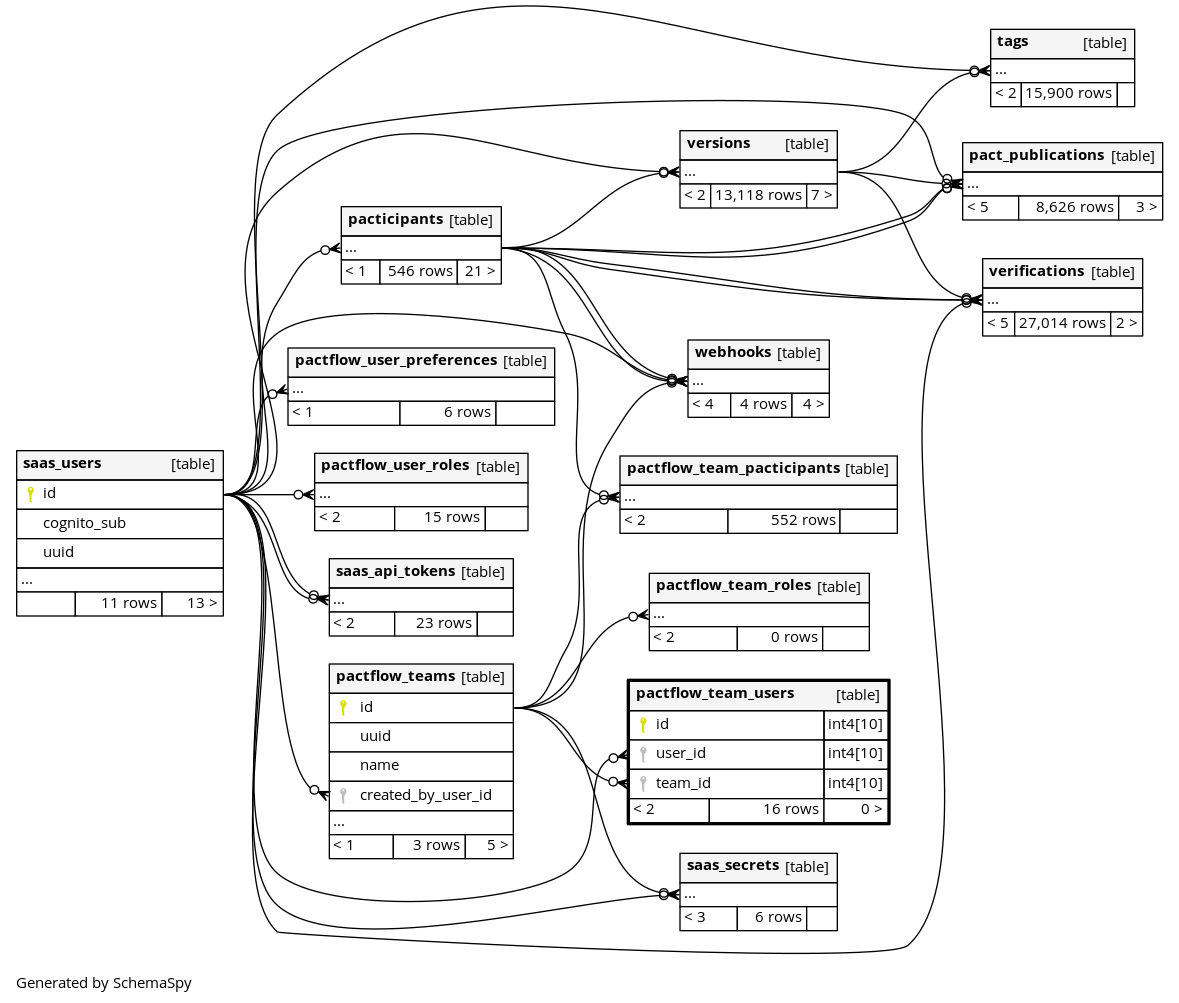 tags [table]
...
< 2 15,900 rows
versions [table]
...
< 2 13,118 rows 7 >
pact_publications [table]
...
< 5 8,626 rows 3 >
pacticipants [table]
...
< 1 546 rows 21 >
verifications [table]
...
< 5 27,014 rows 2 >
webhooks [table]
...
< 4 4 rows 4 >
pactflow_user_preferences [table]
...
< 1 6 rows
saas_users [table]
id
cognito_sub
uuid
...
11 rows 13 >
pactflow_user_roles [table]
...
< 2 15 rows
pactflow_team_pacticipants [table]
...
< 2 552 rows
saas_api_tokens [table]
...
< 2 23 rows
pactflow_team_roles [table]
...
< 2 0 rows
pactflow_teams [table]
id
uuid
name
created_by_user_id
...
< 1 3 rows 5 >
pactflow_team_users [table]
id int4[10]
user_id int4[10]
team_id int4[10]
< 2 16 rows 0 >
saas_secrets [table]
...
< 3 6 rows
Generated by SchemaSpy